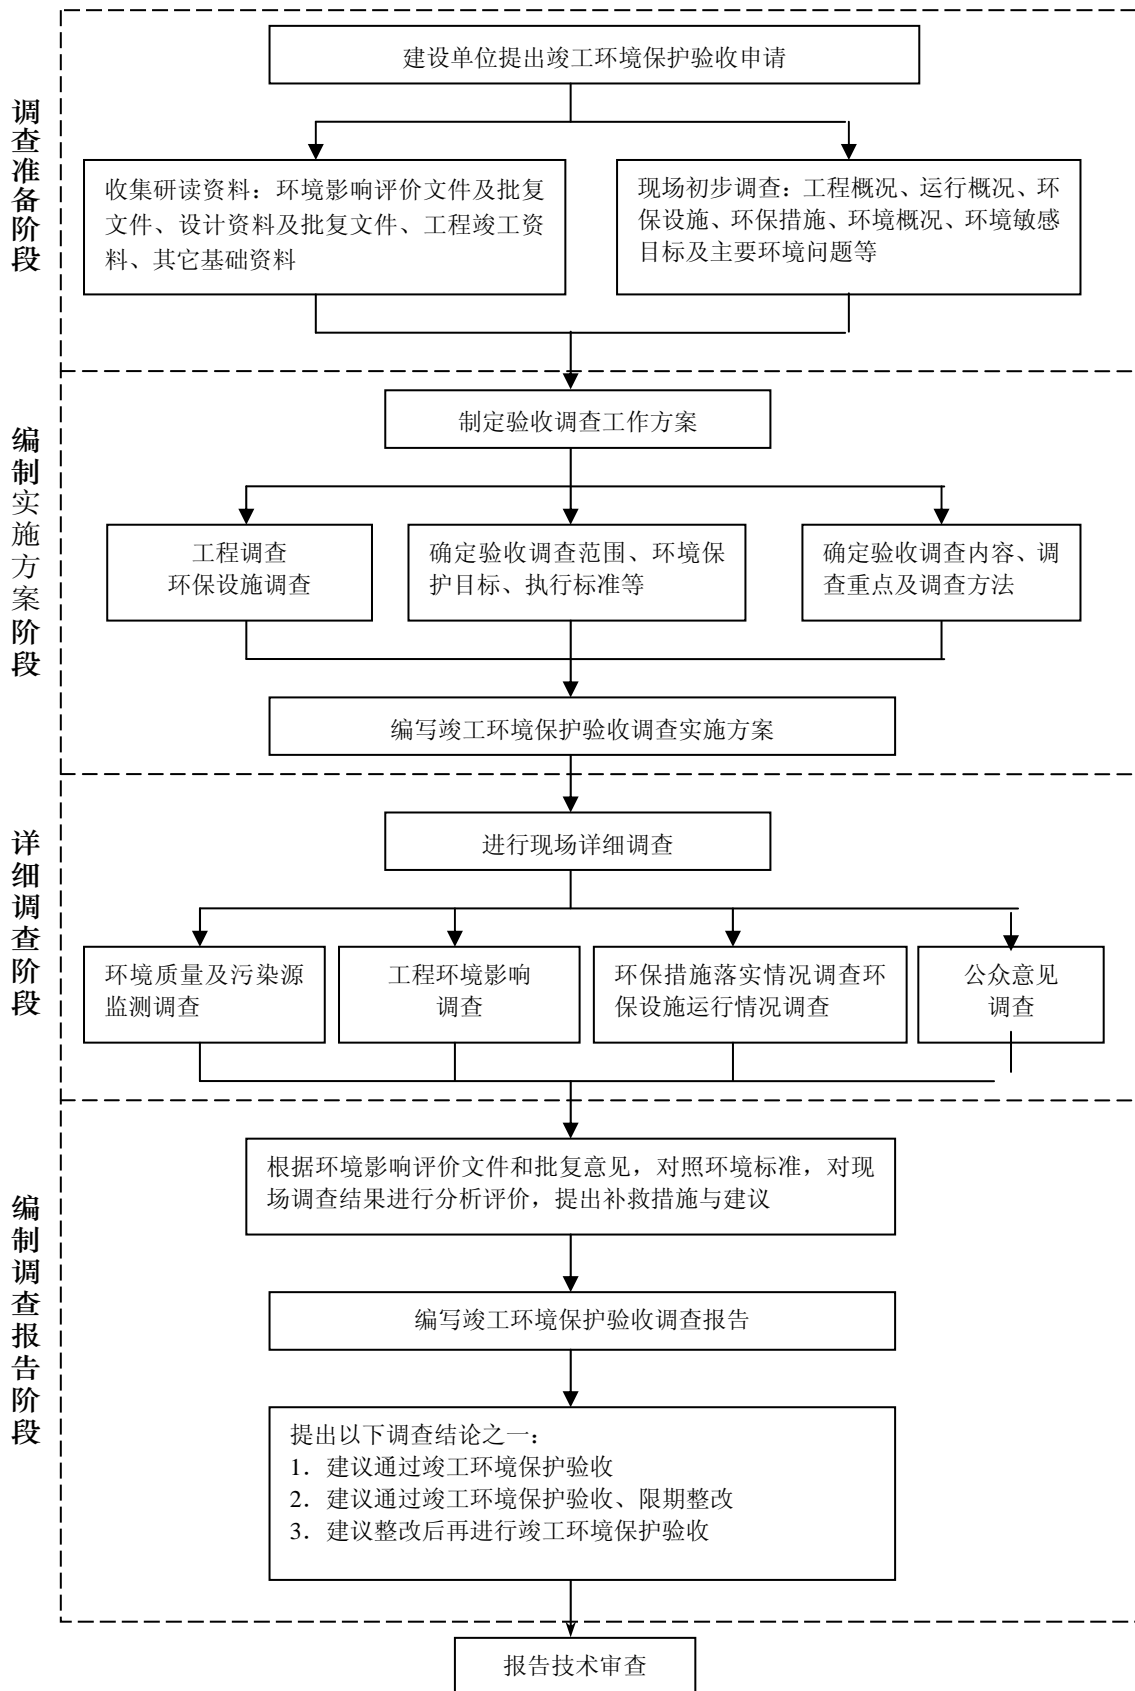 调查准备阶段
建设单位提出竣工环境保护验收申请
收集研读资料：环境影响评价文件及批复
文件、设计资料及批复文件、工程竣工资
料、其它基础资料
现场初步调查：工程概况、运行概况、环
保设施、环保措施、环境概况、环境敏感
目标及主要环境问题等
编制实施方案阶段
制定验收调查工作方案
工程调查
环保设施调查
确定验收调查范围、环境保
护目标、执行标准等
确定验收调查内容、调
查重点及调查方法
编写竣工环境保护验收调查实施方案
详细调查阶段
进行现场详细调查
环境质量及污染源
监测调查
工程环境影响
调查
环保措施落实情况调查环
保设施运行情况调查
公众意见
调查
编制调查报告阶段
根据环境影响评价文件和批复意见，对照环境标准，对现
场调查结果进行分析评价，提出补救措施与建议
编写竣工环境保护验收调查报告
提出以下调查结论之一：
1．建议通过竣工环境保护验收
2．建议通过竣工环境保护验收、限期整改
3．建议整改后再进行竣工环境保护验收
报告技术审查